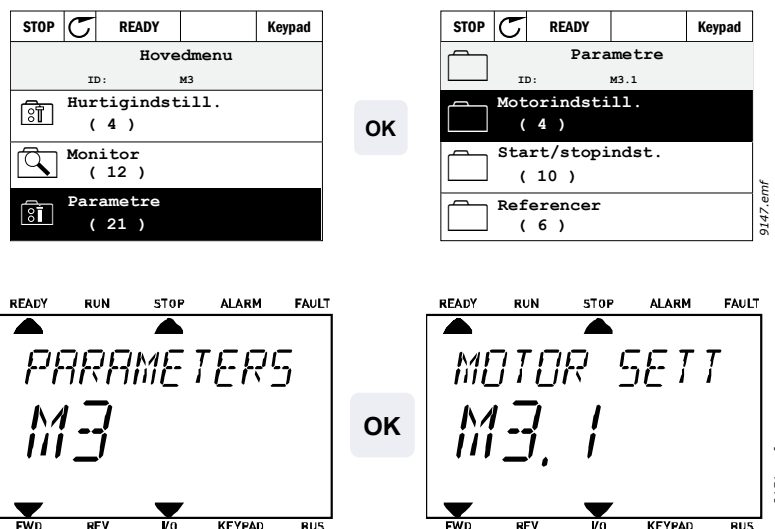 STOP READY Keypad
Hovedmenu
ID: M3
Hurtigindstill.
( 4 )
Monitor
( 12 )
Parametre
( 21 )
OK
STOP READY Keypad
Parametre
ID: M3.1
Motorindstill.
( 4 )
Start/stopindst.
( 10 )
Referencer
( 6 )
9147.emf
READY RUN STOP ALARM FAULT
PARAMETERS
M3
FWD REV I/O KEYPAD BUS
OK
READY RUN STOP ALARM FAULT
MOTOR SETT
M3.1
FWD REV I/O KEYPAD BUS